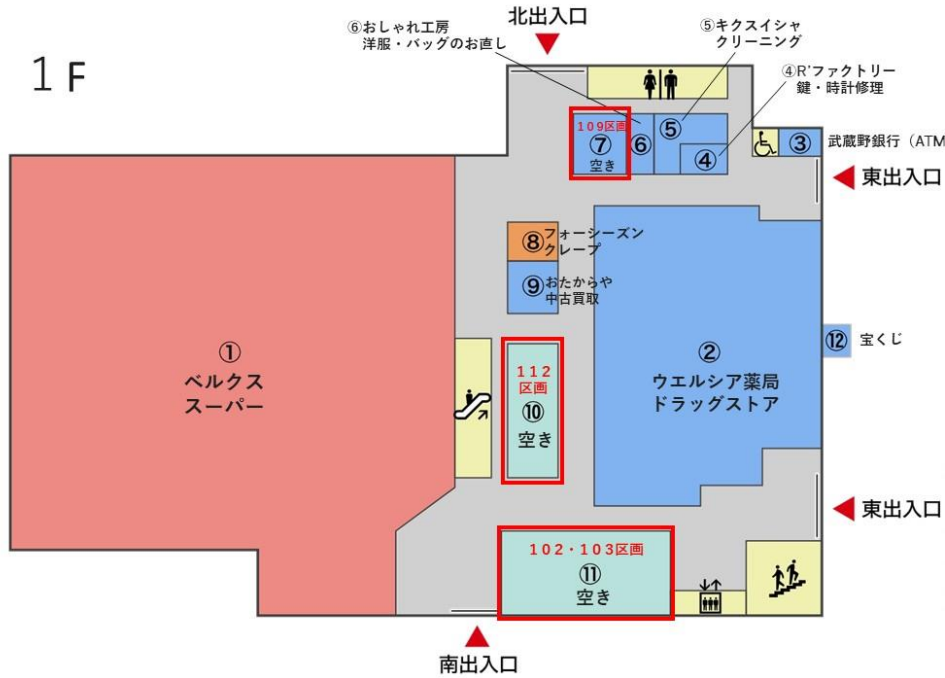 1F
北出入口
⑥おしゃれ工房
洋服・バッグのお直し
⑤キクスイシャ
クリーニング
④R'ファクトリー
鍵・時計修理
109区画
⑦
空き
⑥
⑤
④
③
武蔵野銀行（ATM
東出入口
⑧
フォーシーズン
クレープ
⑨
おたからや
中古買取
①
ベルクス
スーパー
②
ウエルシア薬局
ドラッグストア
⑫
宝くじ
112
区画
⑩
空き
東出入口
102・103区画
⑪
空き
南出入口